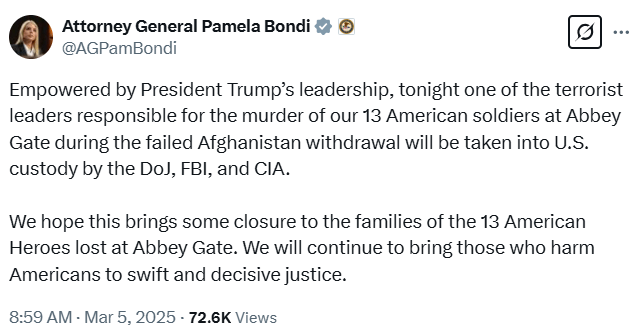 Attorney General Pamela Bondi
@AGPamBondi
Empowered by President Trump's leadership, tonight one of the terrorist
leaders responsible for the murder of our 13 American soldiers at Abbey
Gate during the failed Afghanistan withdrawal will be taken into U.S.
custody by the DoJ, FBI, and CIA.
We hope this brings some closure to the families of the 13 American
Heroes lost at Abbey Gate. We will continue to bring those who harm
Americans to swift and decisive justice.
8:59 AM · Mar 5, 2025 · 72.6K Views